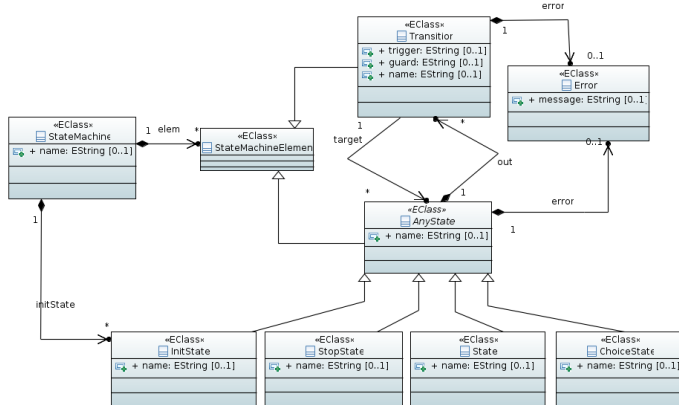 error
«EClass»
Transition
1
+ trigger: EString [0..1]
+ guard: EString [0..1]
+ name: EString [0..1]
0..1
«EClass»
Error
+ message: EString [0..1]
«EClass»
StateMachine
+ name: EString [0..1]
1
elem
*
«EClass»
StateMachineElemen
1
target
*
out
0..1
*
1
«EClass»
AnyState
+ name: EString [0..1]
error
1
1
initState
*
«EClass»
InitState
+ name: EString [0..1]
«EClass»
StopState
+ name: EString [0..1]
«EClass»
State
+ name: EString [0..1]
«EClass»
ChoiceState
+ name: EString [0..1]